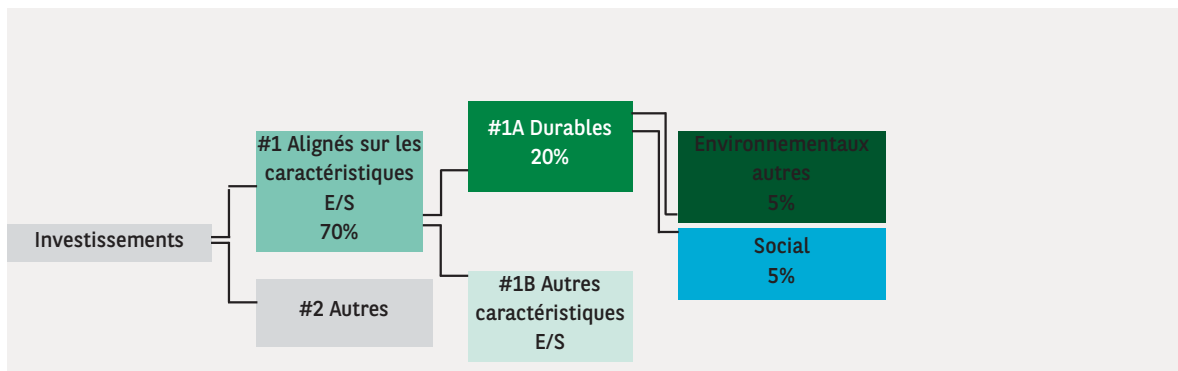 Investissements
#1 Alignés sur les
caractéristiques
E/S
70%
#2 Autres
#1A Durables
20%
#1B Autres
caractéristiques
E/S
Environnementaux
autres
5%
Social
5%